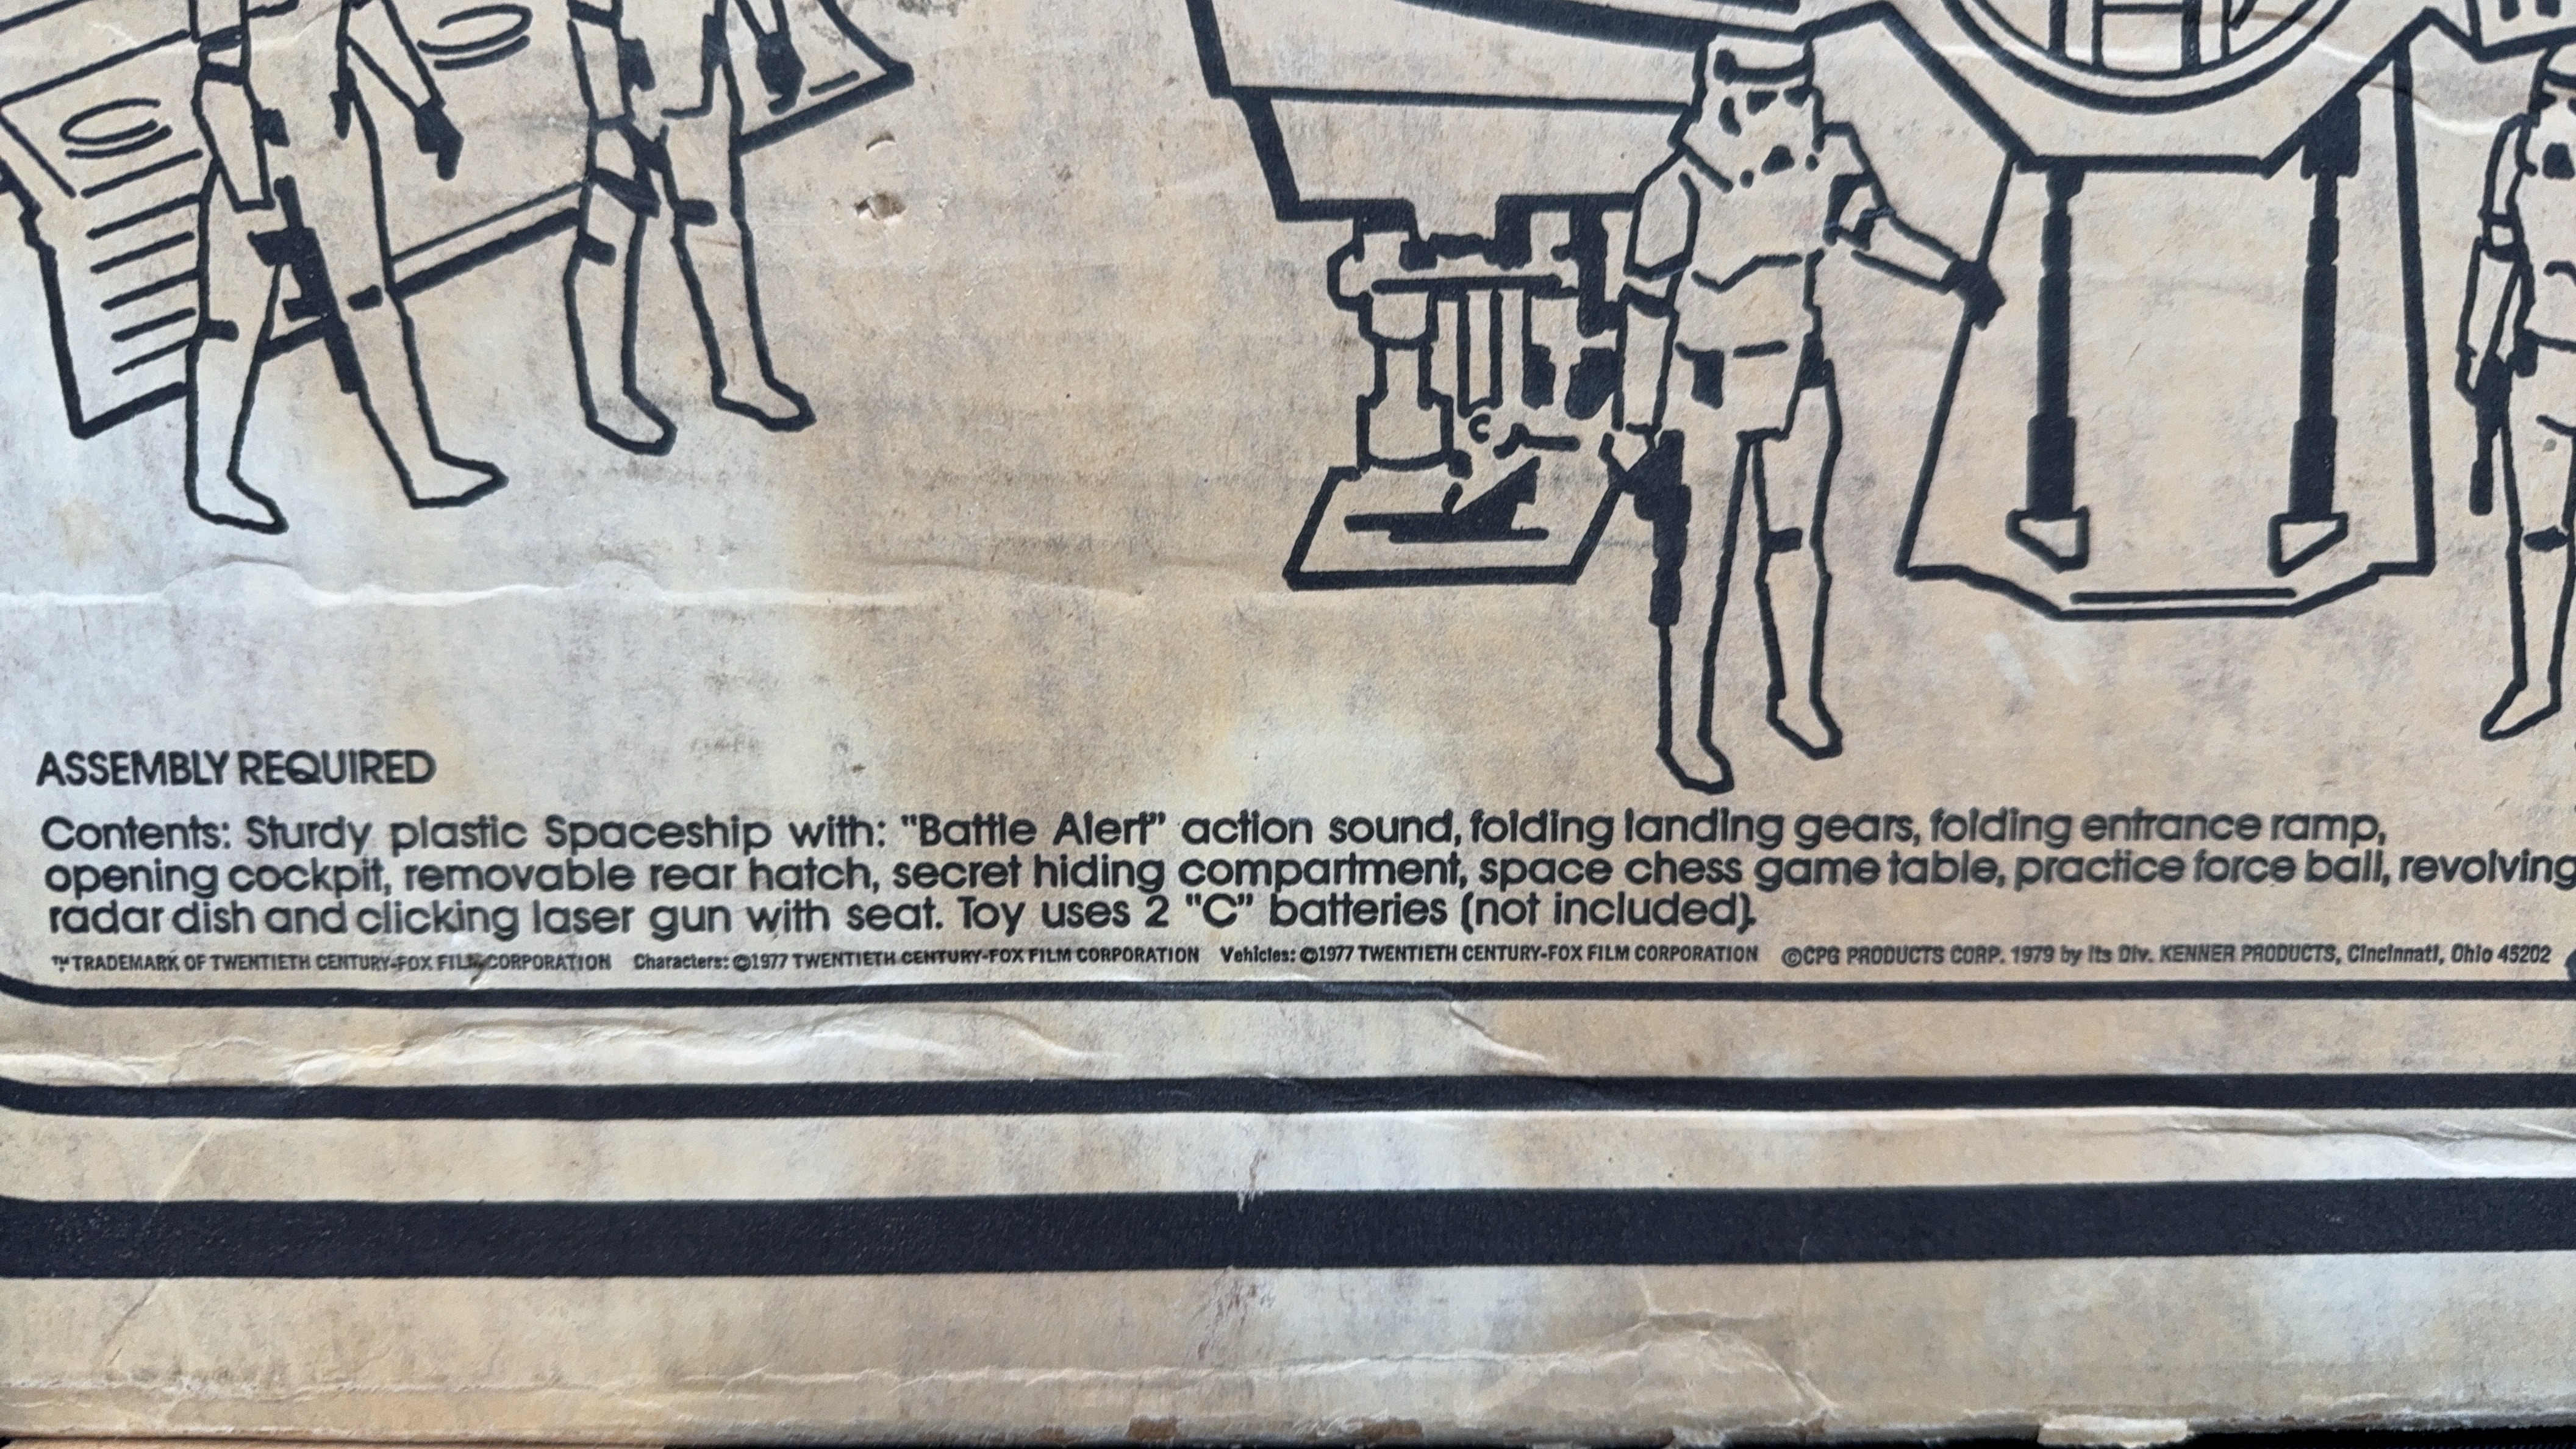 ASSEMBLY REQUIRED
Contents: Sturdy plastic Spaceship with: "Battle Alert" action sound, folding landing gears, folding entrance ramp,
opening cockpit, removable rear hatch, secret hiding compartment, space chess game table, practice force ball, revolving
radar dish and clicking laser gun with seat. Toy uses 2 "C" batteries (not included).
™TRADEMARK OF TWENTIETH CENTURY-FOX FILM CORPORATION Characters: ©1977 TWENTIETH CENTURY-FOX FILM CORPORATION Vehicles: ©1977 TWENTIETH CENTURY-FOX FILM CORPORATION ©CPG PRODUCTS CORP. 1979 by its Div. KENNER PRODUCTS, Cincinnati, Ohio 45202